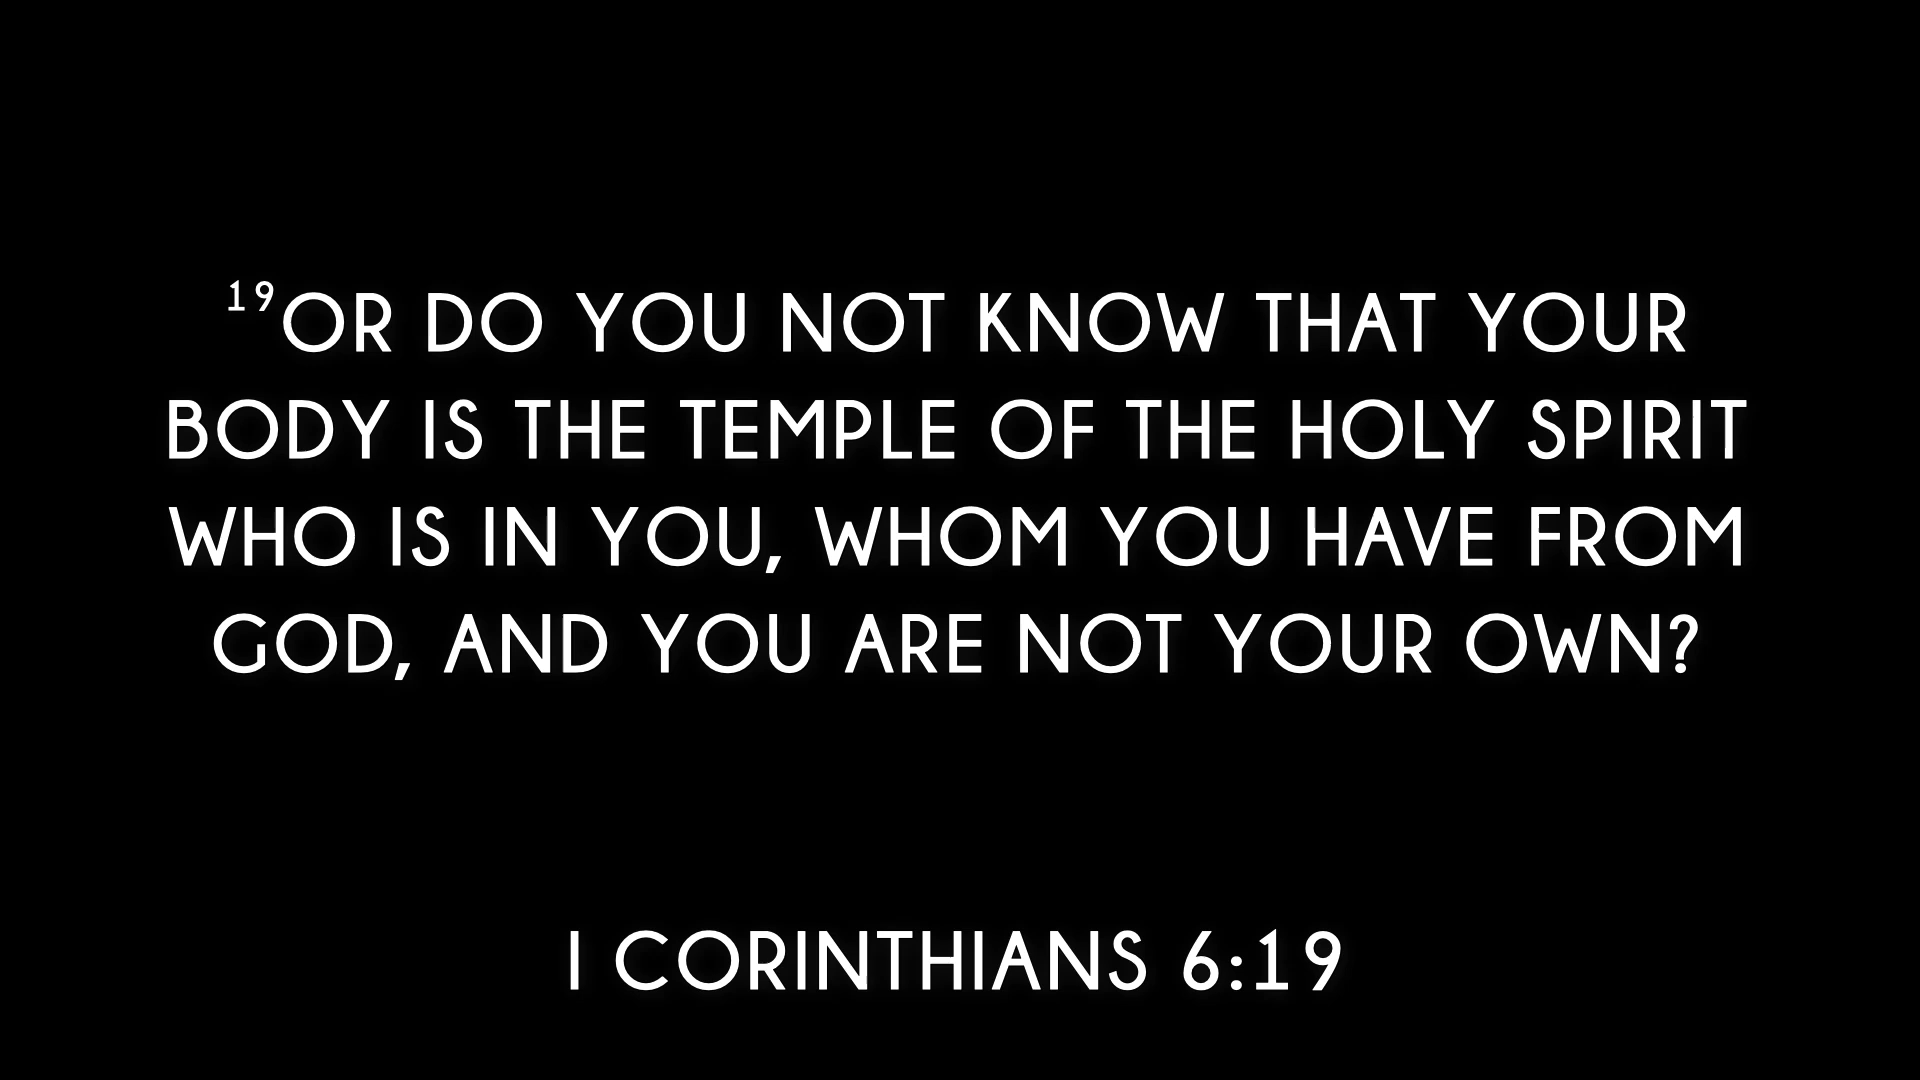 ¹⁹OR DO YOU NOT KNOW THAT YOUR
BODY IS THE TEMPLE OF THE HOLY SPIRIT
WHO IS IN YOU, WHOM YOU HAVE FROM
GOD, AND YOU ARE NOT YOUR OWN?
I CORINTHIANS 6:19